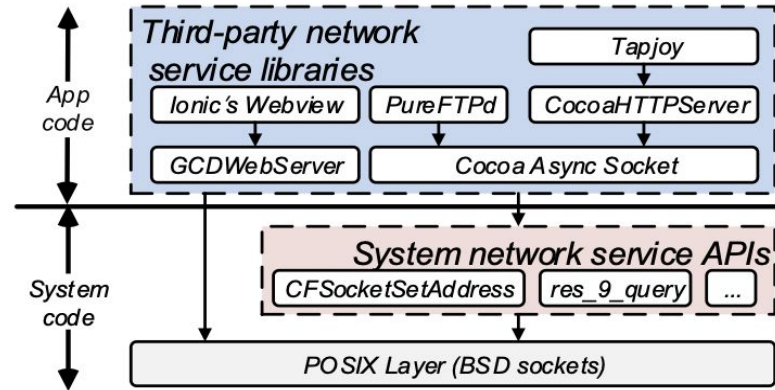 Third-party network
service libraries
Tapjoy
App
code
Ionic's Webview
PureFTPd
CocoaHTTPServer
GCDWebServer
Cocoa Async Socket
System network service APIs
System
code
CFSocketSetAddress
res_9_query
...
POSIX Layer (BSD sockets)